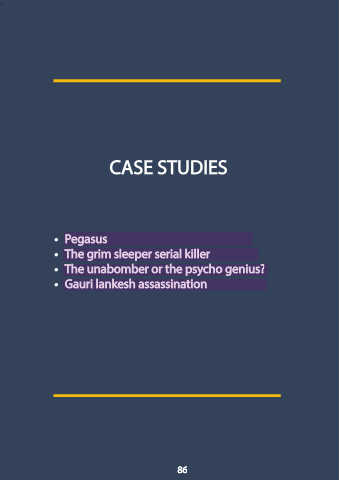 CASE STUDIES
• Pegasus
• The grim sleeper serial killer
• The unabomber or the psycho genius?
• Gauri lankesh assassination
86